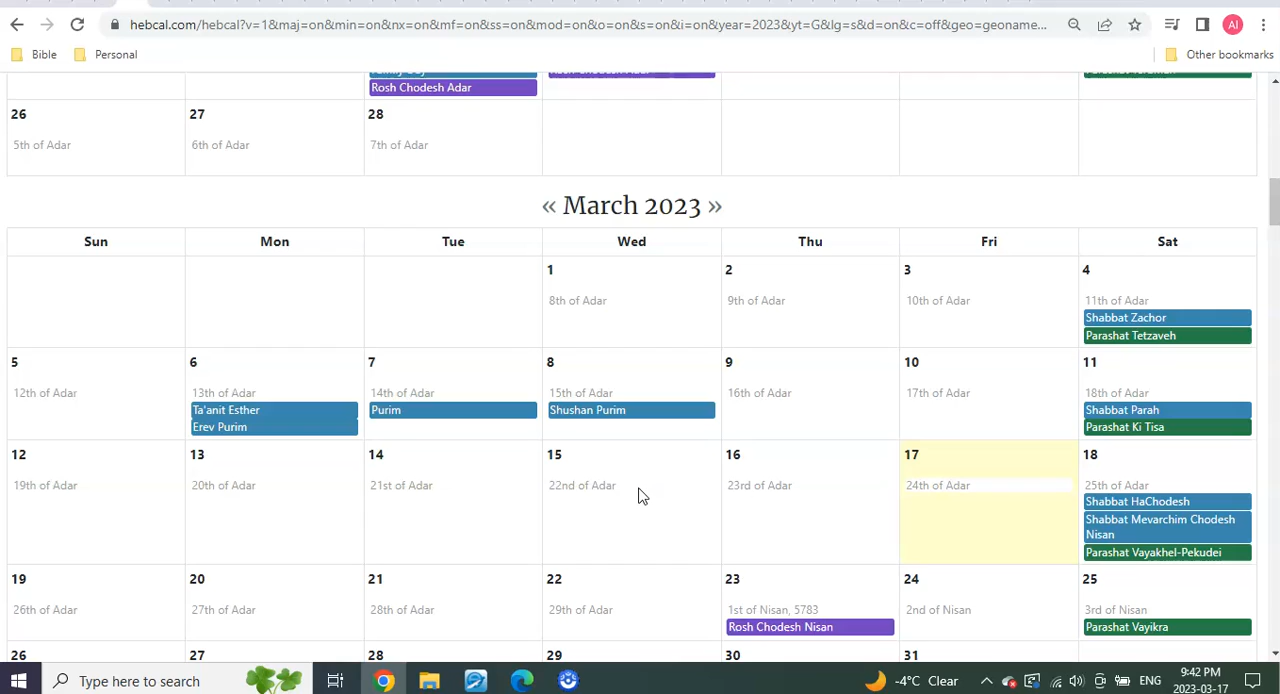 hebcal.com/hebcal?v=1&maj=on&min=on&nx=on&mf=on&ss=on&mod=on&o=on&s=on&i=on&year=2023&yt=G&lg=s&d=on&c=off&geo=geoname...
AI
Bible Personal Other bookmarks
Rosh Chodesh Adar
26 27 28
5th of Adar 6th of Adar 7th of Adar
« March 2023 »
Sun Mon Tue Wed Thu Fri Sat
1 2 3 4
8th of Adar 9th of Adar 10th of Adar 11th of Adar
Shabbat Zachor
Parashat Tetzaveh
5 6 7 8 9 10 11
12th of Adar 13th of Adar 14th of Adar 15th of Adar 16th of Adar 17th of Adar 18th of Adar
Ta'anit Esther Purim Shushan Purim Shabbat Parah
Erev Purim Parashat Ki Tisa
12 13 14 15 16 17 18
19th of Adar 20th of Adar 21st of Adar 22nd of Adar 23rd of Adar 24th of Adar 25th of Adar
Shabbat HaChodesh
Shabbat Mevarchim Chodesh
Nisan
Parashat Vayakhel-Pekudei
19 20 21 22 23 24 25
26th of Adar 27th of Adar 28th of Adar 29th of Adar 1st of Nisan, 5783 2nd of Nisan 3rd of Nisan
Rosh Chodesh Nisan Parashat Vayikra
26 27 28 29 30 31
Type here to search -4°C Clear ENG 9:42 PM
2023-03-17